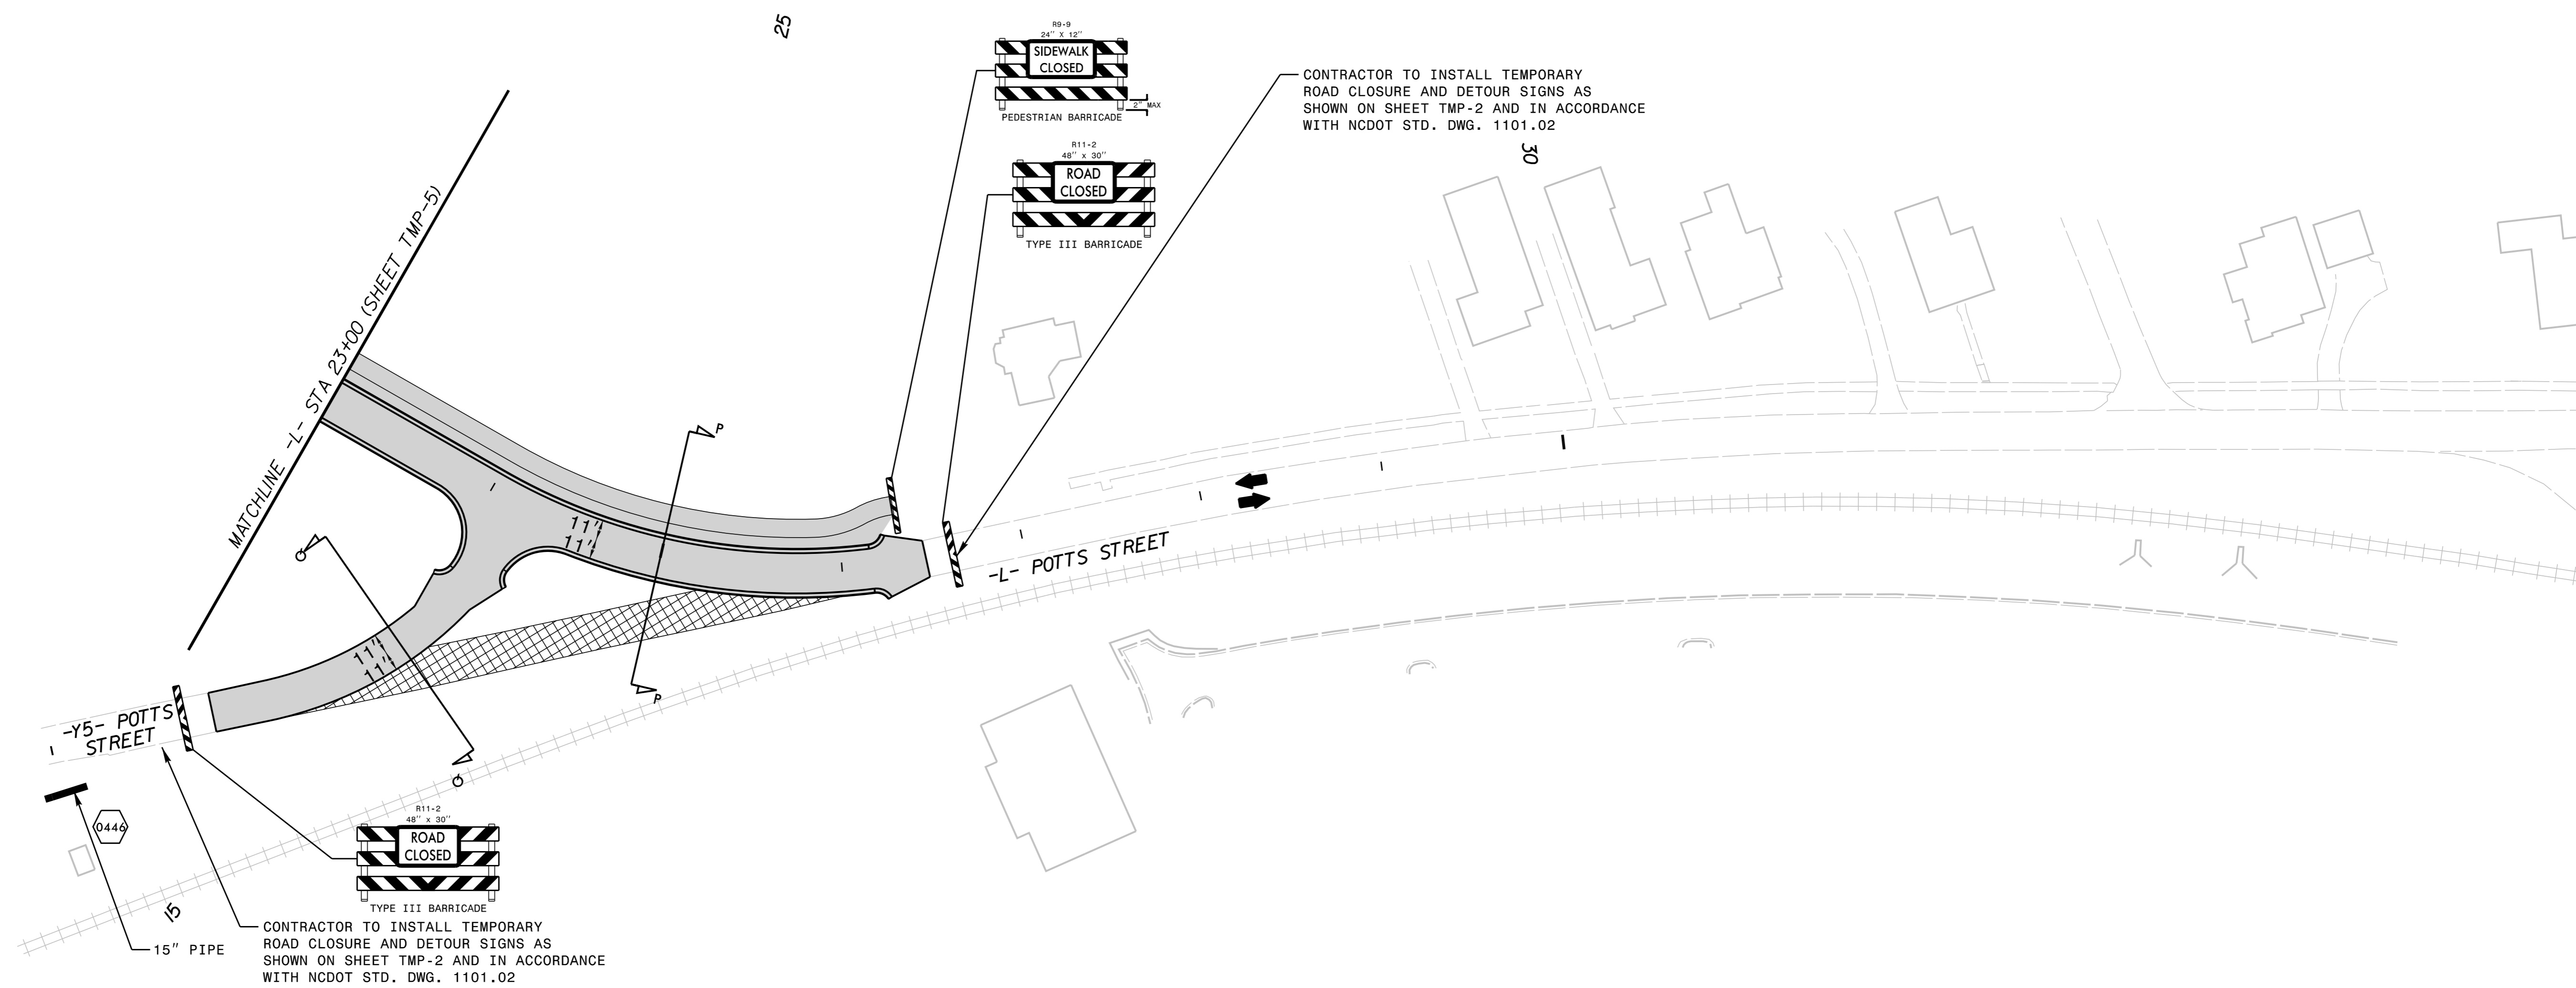 25
R9-9
24" X 12"
SIDEWALK
CLOSED
2" MAX
PEDESTRIAN BARRICADE
CONTRACTOR TO INSTALL TEMPORARY
ROAD CLOSURE AND DETOUR SIGNS AS
SHOWN ON SHEET TMP-2 AND IN ACCORDANCE
WITH NCDOT STD. DWG. 1101.02
R11-2
48" x 30"
ROAD
CLOSED
TYPE III BARRICADE
30
MATCHLINE -L- STA 23+00 (SHEET TMP-5)
P
11'
11'
O
-L- POTTS STREET
11'
11'
P
-Y5- POTTS
STREET
O
0446
R11-2
48" x 30"
ROAD
CLOSED
TYPE III BARRICADE
15
15" PIPE
CONTRACTOR TO INSTALL TEMPORARY
ROAD CLOSURE AND DETOUR SIGNS AS
SHOWN ON SHEET TMP-2 AND IN ACCORDANCE
WITH NCDOT STD. DWG. 1101.02